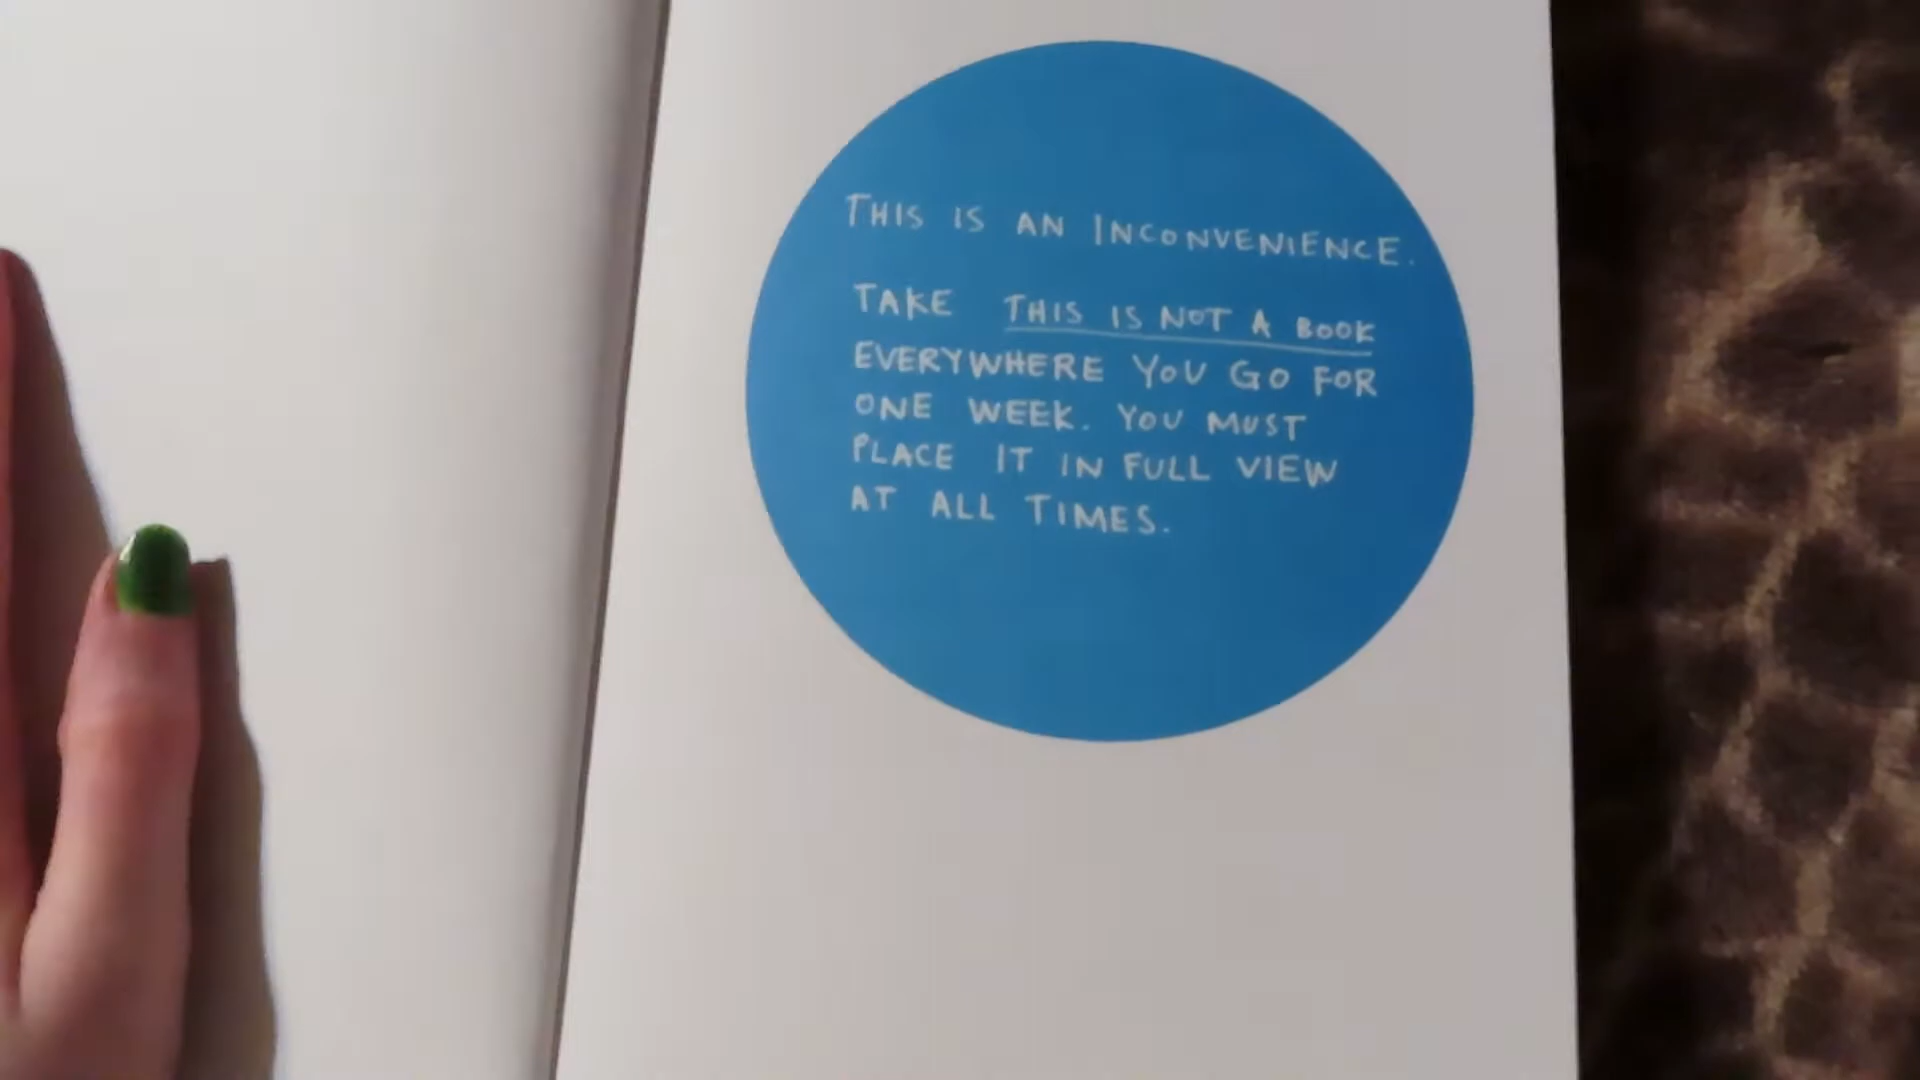 THIS IS AN INCONVENIENCE.
TAKE THIS IS NOT A BOOK
EVERYWHERE YOU GO FOR
ONE WEEK. YOU MUST
PLACE IT IN FULL VIEW
AT ALL TIMES.